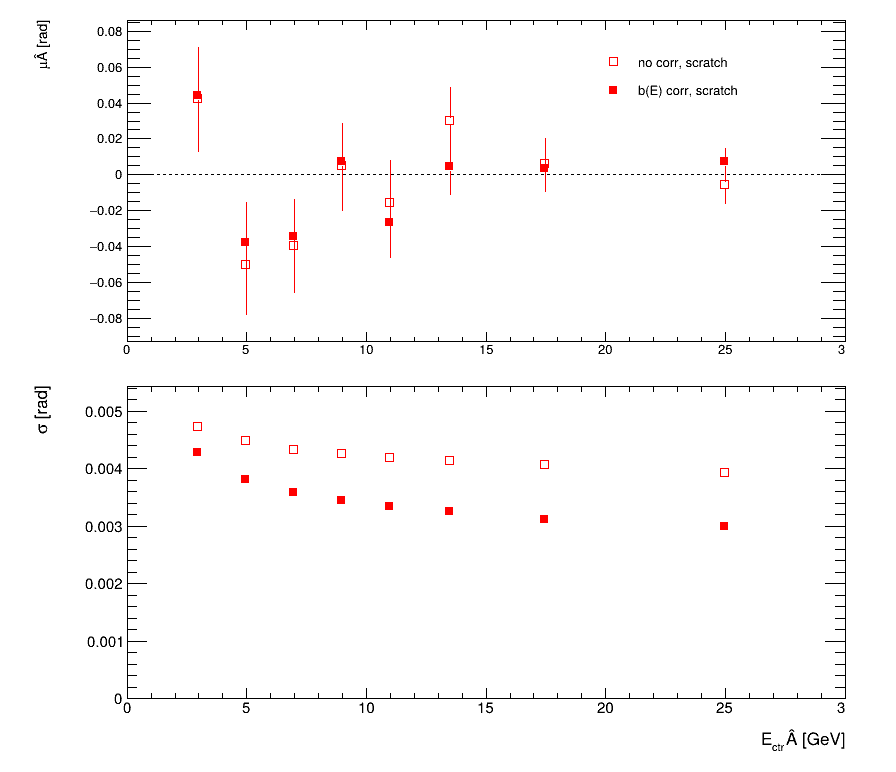 μÂ [rad]
0.08
0.06
0.04
0.02
0
−0.02
−0.04
−0.06
−0.08
no corr, scratch
b(E) corr, scratch
0 5 10 15 20 25 3
σ [rad]
0.005
0.004
0.003
0.002
0.001
0
0 5 10 15 20 25 3
E_ctr Â [GeV]